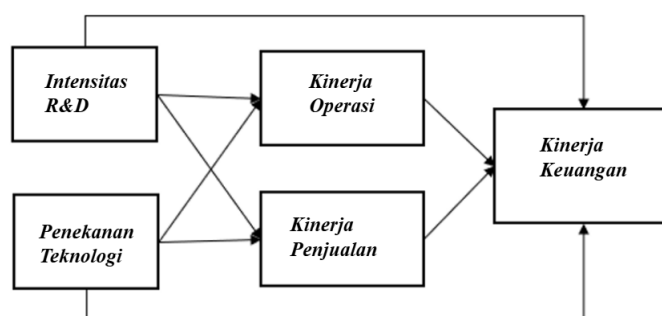 Intensitas
R&D
Kinerja
Operasi
Kinerja
Keuangan
Penekanan
Teknologi
Kinerja
Penjualan